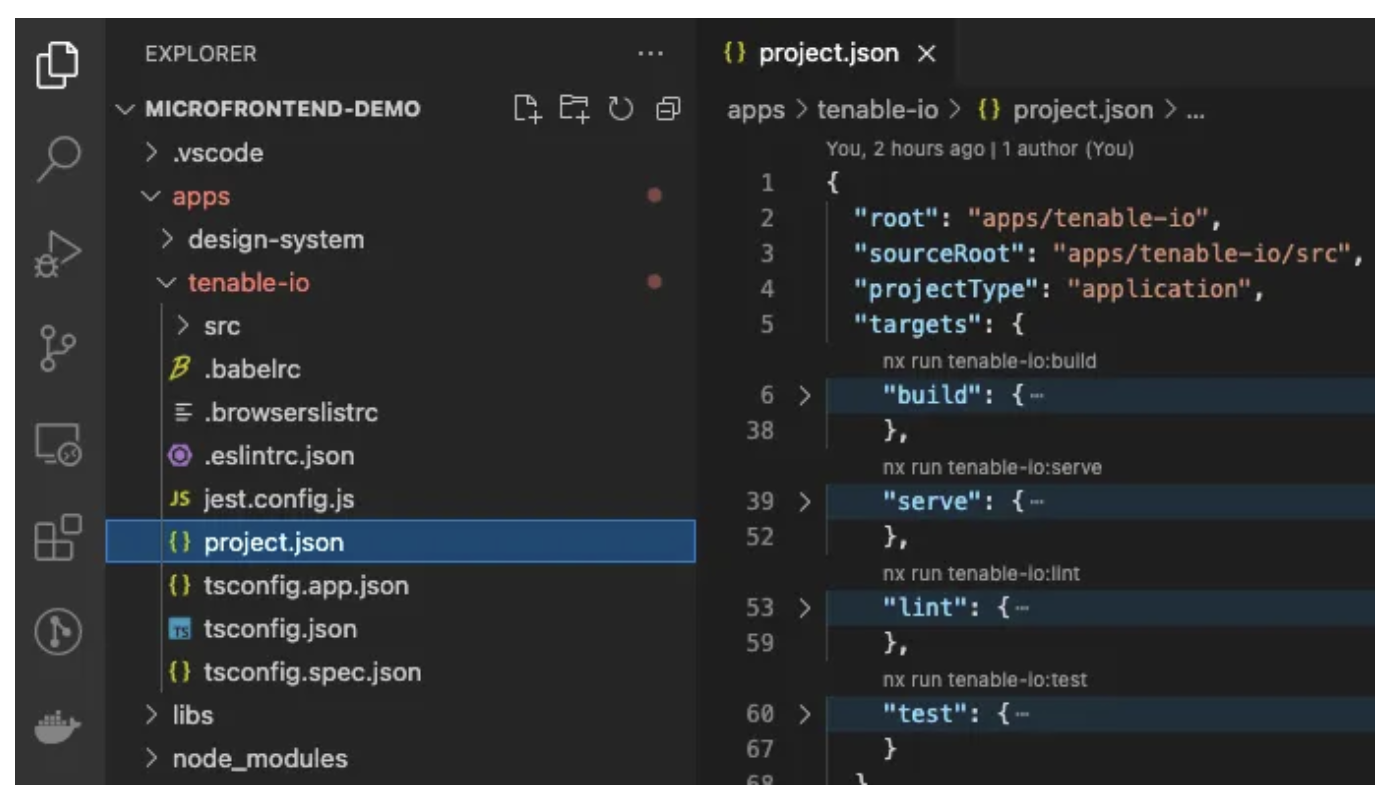 EXPLORER
MICROFRONTEND-DEMO
.vscode
apps
design-system
tenable-io
src
.babelrc
.browserslistrc
.eslintrc.json
JS jest.config.js
{} project.json
{} tsconfig.app.json
TS tsconfig.json
{} tsconfig.spec.json
libs
node_modules
{} project.json
apps > tenable-io > {} project.json > ...
You, 2 hours ago | 1 author (You)
1 {
2 "root": "apps/tenable-io",
3 "sourceRoot": "apps/tenable-io/src",
4 "projectType": "application",
5 "targets": {
nx run tenable-io:build
6 > "build": {⋯
38 },
nx run tenable-io:serve
39 > "serve": {⋯
52 },
nx run tenable-io:lint
53 > "lint": {⋯
59 },
nx run tenable-io:test
60 > "test": {⋯
67 }
68 }